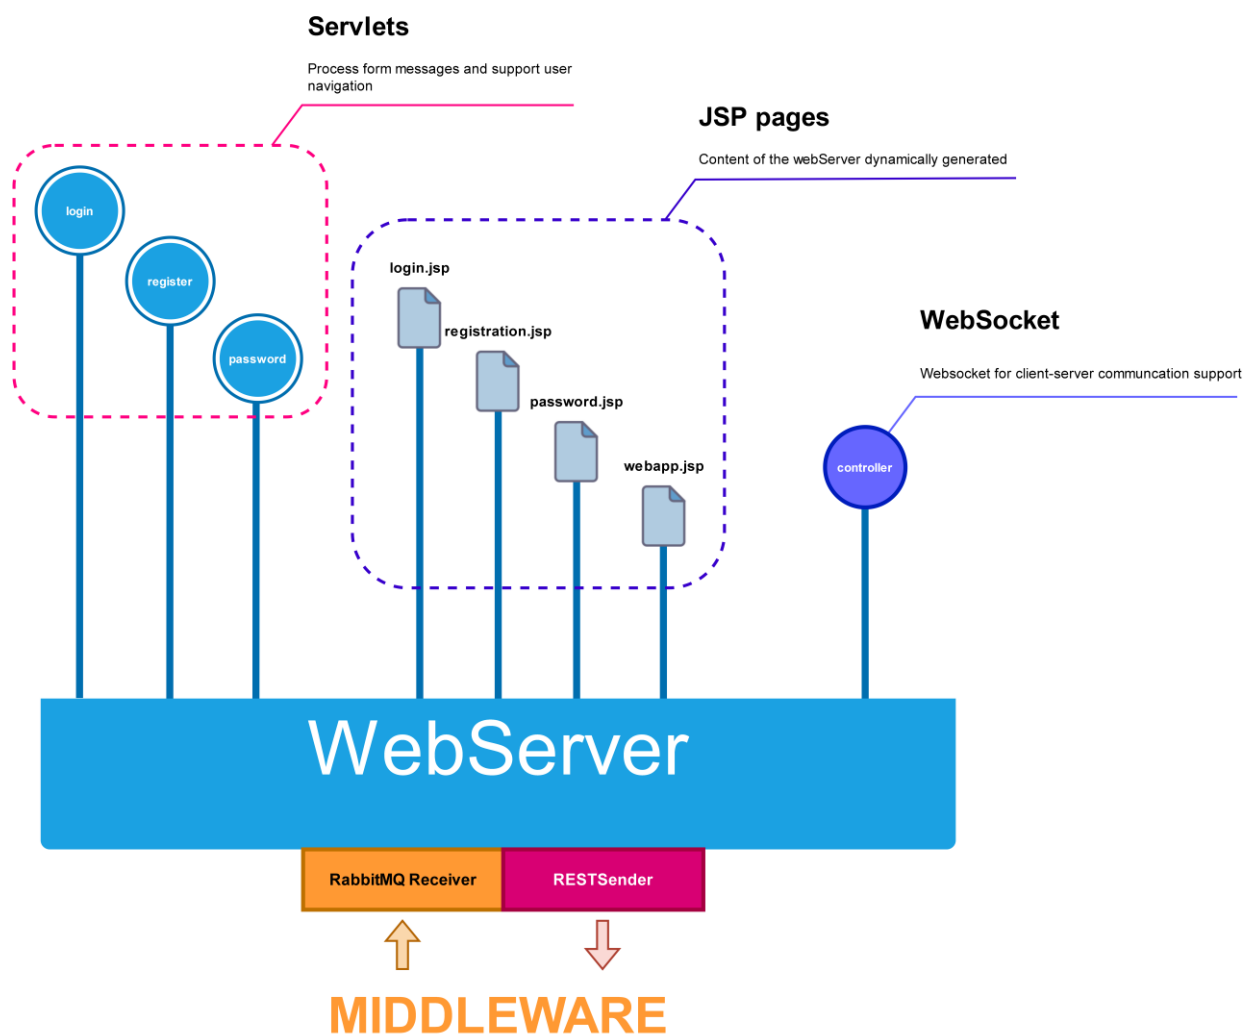 Servlets
Process form messages and support user
navigation
JSP pages
Content of the webServer dynamically generated
login
register
password
login.jsp
registration.jsp
password.jsp
webapp.jsp
WebSocket
Websocket for client-server communcation support
controller
WebServer
RabbitMQ Receiver
RESTSender
MIDDLEWARE